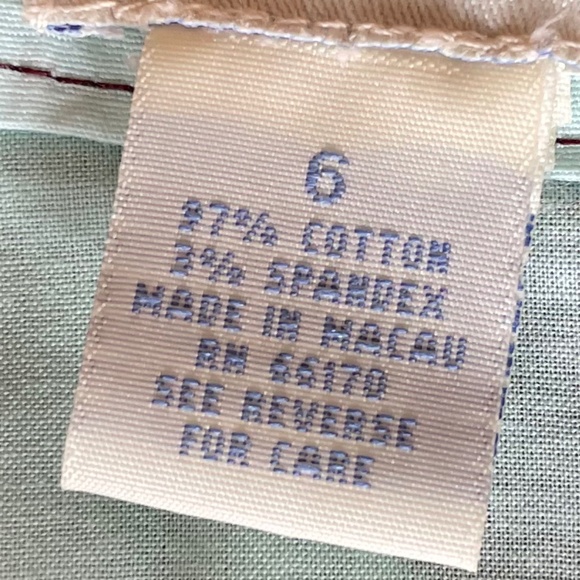 6
97% COTTON
3% SPANDEX
MADE IN MACAU
RN 66170
SEE REVERSE
FOR CARE